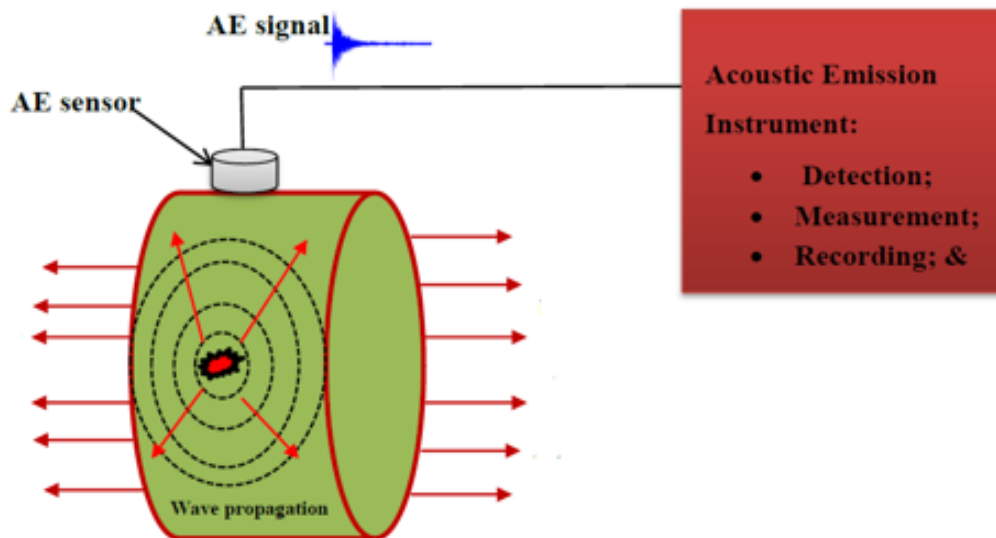 AE signal
AE sensor
Acoustic Emission
Instrument:
• Detection;
• Measurement;
• Recording; &
Wave propagation